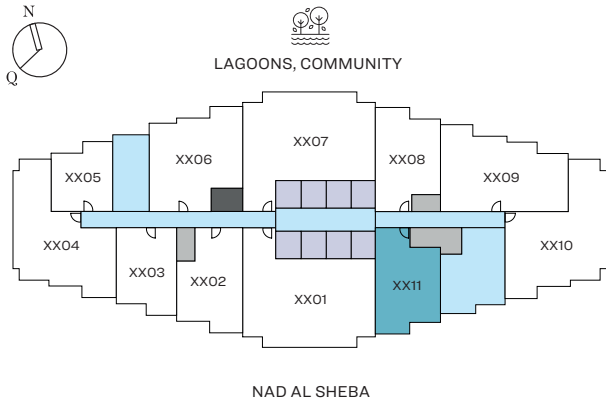 N
Q
LAGOONS, COMMUNITY
XX07
XX06
XX08
XX05
XX09
XX04
XX03
XX02
XX01
XX11
XX10
NAD AL SHEBA